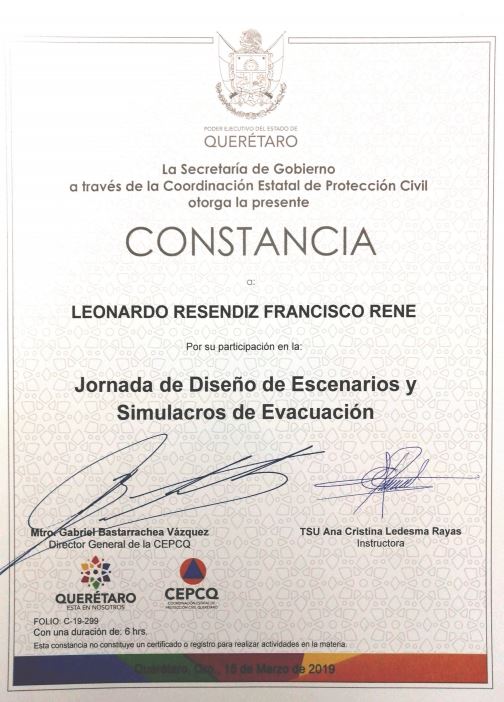 PODER EJECUTIVO DEL ESTADO DE
QUERÉTARO
La Secretaría de Gobierno
a través de la Coordinación Estatal de Protección Civil
otorga la presente
CONSTANCIA
a:
LEONARDO RESENDIZ FRANCISCO RENE
Por su participación en la:
Jornada de Diseño de Escenarios y
Simulacros de Evacuación
Mtro. Gabriel Bastarrachea Vázquez
Director General de la CEPCQ
TSU Ana Cristina Ledesma Rayas
Instructora
QUERÉTARO
ESTÁ EN NOSOTROS
CEPCQ
COORDINACIÓN ESTATAL DE
PROTECCIÓN CIVIL QUERÉTARO
FOLIO: C-19-299
Con una duración de: 6 hrs.
Esta constancia no constituye un certificado o registro para realizar actividades en la materia.
Querétaro, Qro., 15 de Marzo de 2019